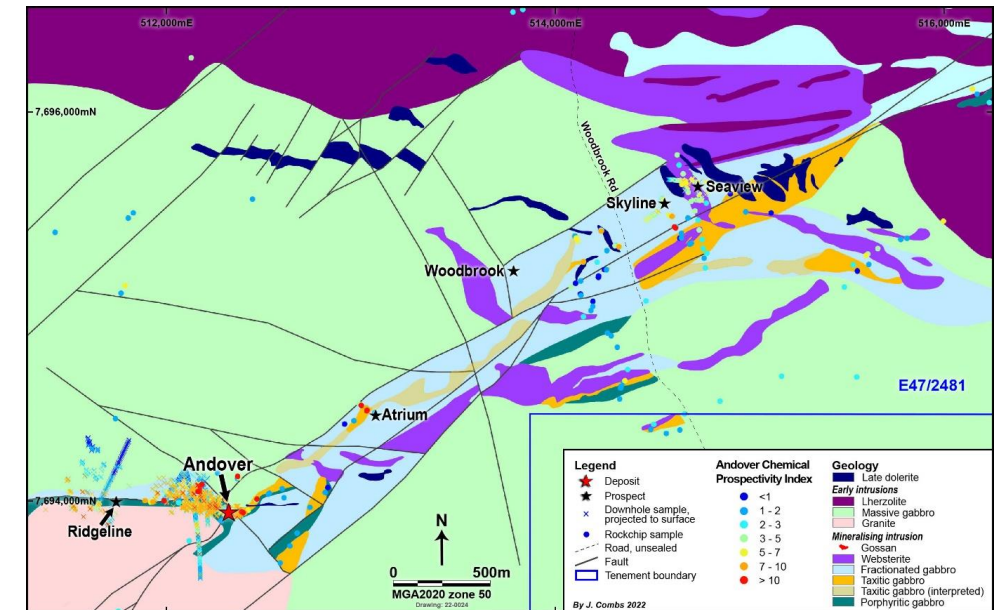 512,000mE
514,000mE
516,000mE
7,696,000mN
Woodbrook Rd
Seaview
Skyline
Woodbrook
E47/2481
Atrium
Andover
7,694,000mN
Ridgeline
N
0 500m
MGA2020 zone 50
Drawing: 22-0024
Legend
Deposit
Prospect
Downhole sample,
projected to surface
Rockchip sample
Road, unsealed
Fault
Tenement boundary
By J. Combs 2022
Andover Chemical
Prospectivity Index
<1
1 - 2
2 - 3
3 - 5
5 - 7
7 - 10
> 10
Geology
Late dolerite
Early intrusions
Lherzolite
Massive gabbro
Granite
Mineralising intrusion
Gossan
Websterite
Fractionated gabbro
Taxitic gabbro
Taxitic gabbro (interpreted)
Porphyritic gabbro